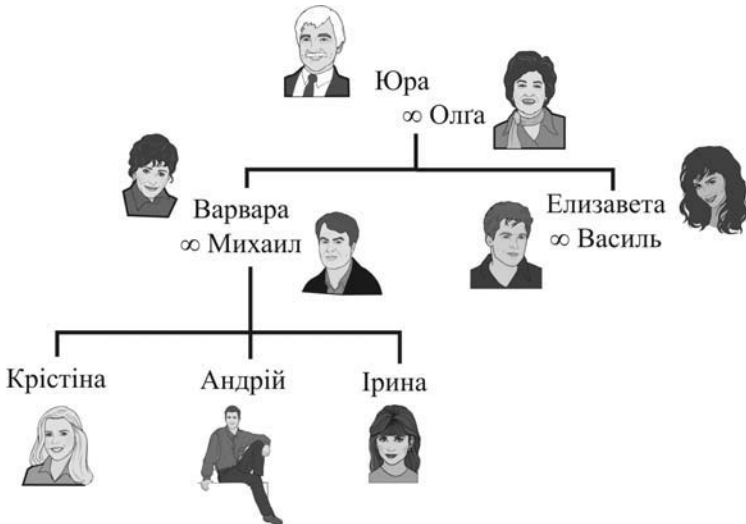 Юра
∞ Олґа
Варвара
∞ Михаил
Елизавета
∞ Василь
Крістіна
Андрій
Ірина